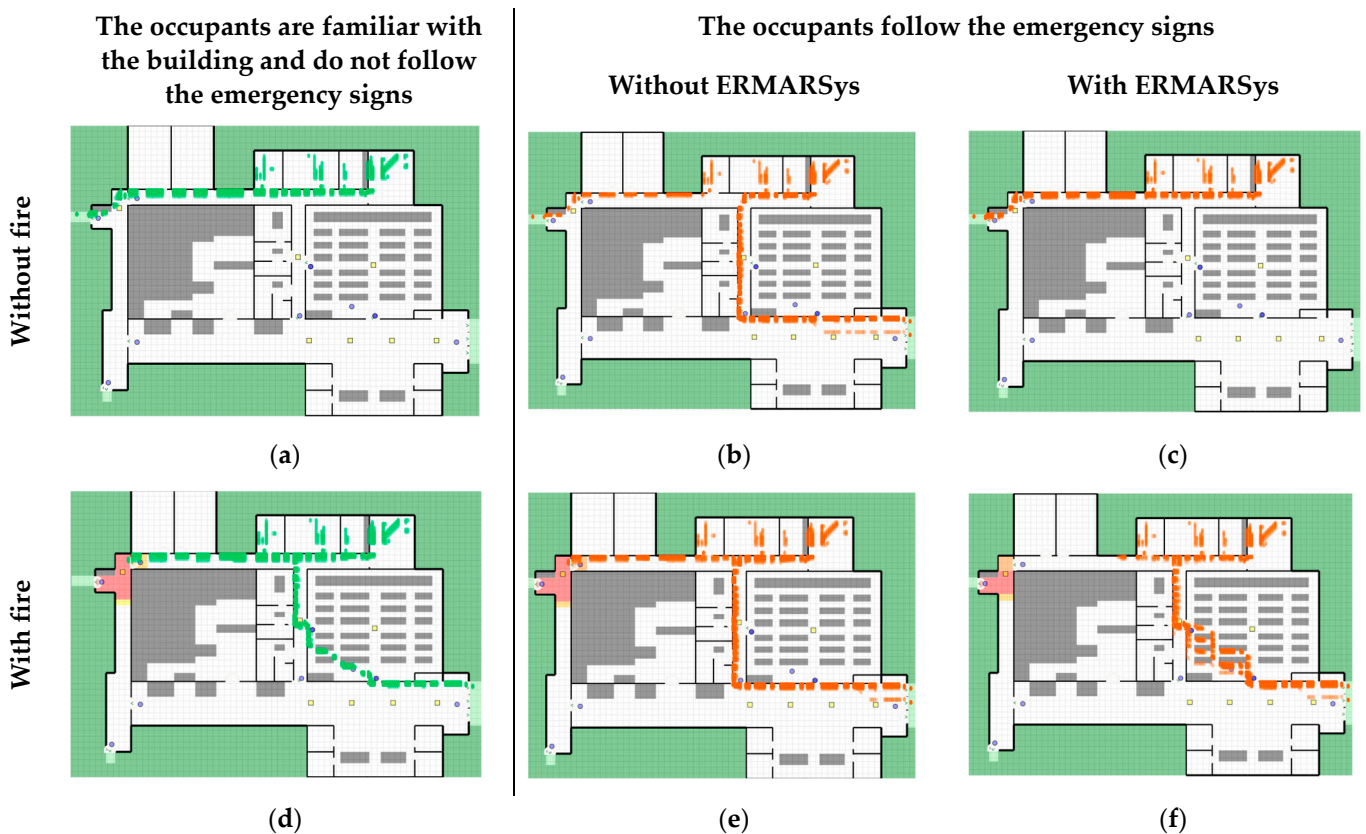 The occupants are familiar with
the building and do not follow
the emergency signs
The occupants follow the emergency signs
Without ERMARSys
With ERMARSys
Without fire
(a)
(b)
(c)
With fire
(d)
(e)
(f)